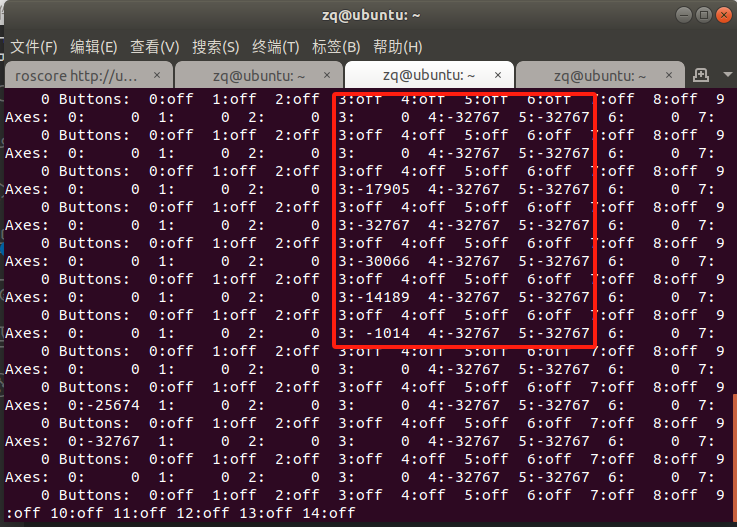 zq@ubuntu: ~
文件(F) 编辑(E) 查看(V) 搜索(S) 终端(T) 标签(B) 帮助(H)
roscore http://u... × zq@ubuntu: ~ × zq@ubuntu: ~ × zq@ubuntu: ~ ×
0 Buttons: 0:off 1:off 2:off 3:off 4:off 5:off 6:off 7:off 8:off 9
Axes: 0: 0 1: 0 2: 0 3: 0 4:-32767 5:-32767 6: 0 7:
0 Buttons: 0:off 1:off 2:off 3:off 4:off 5:off 6:off 7:off 8:off 9
Axes: 0: 0 1: 0 2: 0 3: 0 4:-32767 5:-32767 6: 0 7:
0 Buttons: 0:off 1:off 2:off 3:off 4:off 5:off 6:off 7:off 8:off 9
Axes: 0: 0 1: 0 2: 0 3:-17905 4:-32767 5:-32767 6: 0 7:
0 Buttons: 0:off 1:off 2:off 3:off 4:off 5:off 6:off 7:off 8:off 9
Axes: 0: 0 1: 0 2: 0 3:-32767 4:-32767 5:-32767 6: 0 7:
0 Buttons: 0:off 1:off 2:off 3:off 4:off 5:off 6:off 7:off 8:off 9
Axes: 0: 0 1: 0 2: 0 3:-30066 4:-32767 5:-32767 6: 0 7:
0 Buttons: 0:off 1:off 2:off 3:off 4:off 5:off 6:off 7:off 8:off 9
Axes: 0: 0 1: 0 2: 0 3:-14189 4:-32767 5:-32767 6: 0 7:
0 Buttons: 0:off 1:off 2:off 3:off 4:off 5:off 6:off 7:off 8:off 9
Axes: 0: 0 1: 0 2: 0 3: -1014 4:-32767 5:-32767 6: 0 7:
0 Buttons: 0:off 1:off 2:off 3:off 4:off 5:off 6:off 7:off 8:off 9
Axes: 0: 0 1: 0 2: 0 3: 0 4:-32767 5:-32767 6: 0 7:
0 Buttons: 0:off 1:off 2:off 3:off 4:off 5:off 6:off 7:off 8:off 9
Axes: 0:-25674 1: 0 2: 0 3: 0 4:-32767 5:-32767 6: 0 7:
0 Buttons: 0:off 1:off 2:off 3:off 4:off 5:off 6:off 7:off 8:off 9
Axes: 0:-32767 1: 0 2: 0 3: 0 4:-32767 5:-32767 6: 0 7:
0 Buttons: 0:off 1:off 2:off 3:off 4:off 5:off 6:off 7:off 8:off 9
Axes: 0: 0 1: 0 2: 0 3: 0 4:-32767 5:-32767 6: 0 7:
0 Buttons: 0:off 1:off 2:off 3:off 4:off 5:off 6:off 7:off 8:off 9
:off 10:off 11:off 12:off 13:off 14:off